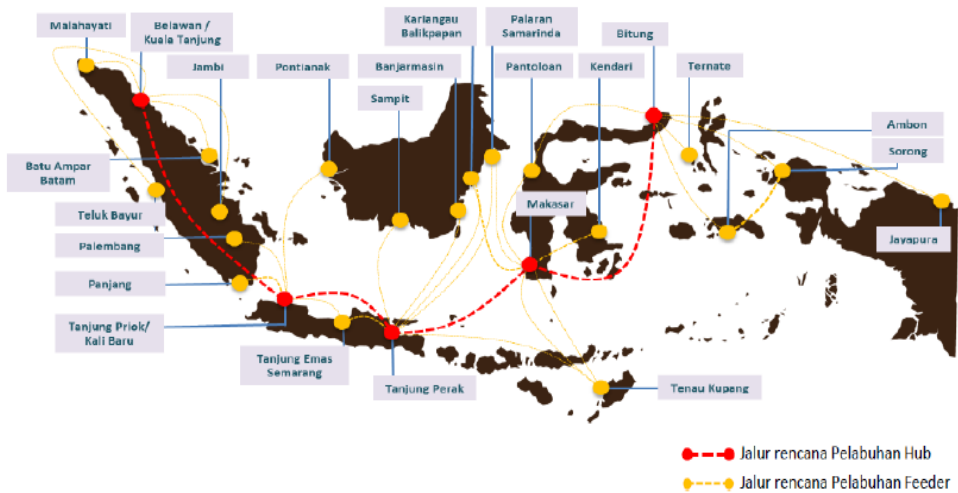 Malahayati
Belawan /
Kuala Tanjung
Jambi
Pontianak
Kariangau
Balikpapan
Banjarmasin
Sampit
Palaran
Samarinda
Pantoloan
Kendari
Bitung
Ternate
Ambon
Sorong
Batu Ampar
Batam
Teluk Bayur
Palembang
Panjang
Makasar
Jayapura
Tanjung Priok/
Kali Baru
Tanjung Emas
Semarang
Tanjung Perak
Tenau Kupang
Jalur rencana Pelabuhan Hub
Jalur rencana Pelabuhan Feeder